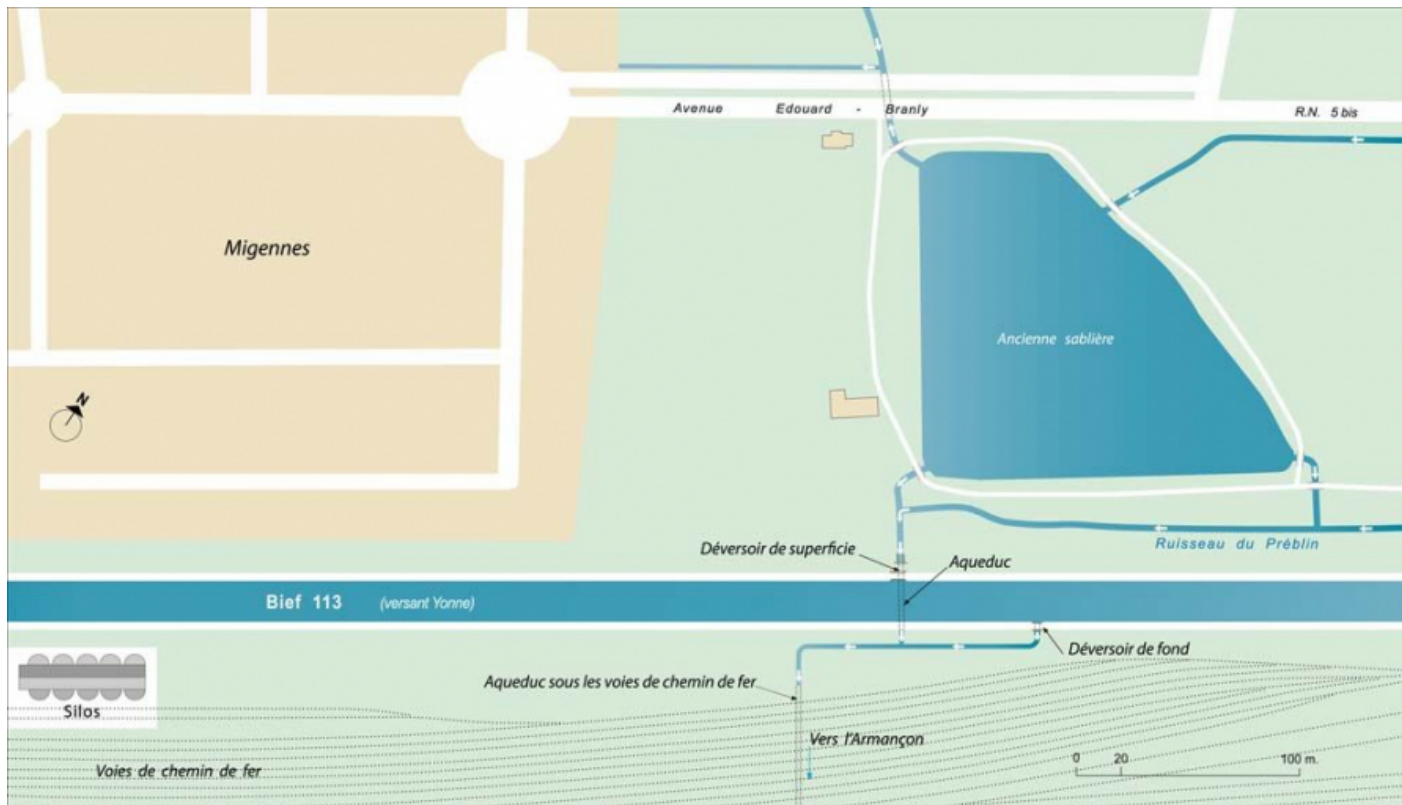 Avenue Edouard - Branly
R.N. 5 bis
Migennes
Ancienne sablière
N
Ruisseau du Préblin
Déversoir de superficie
Aqueduc
Bief 113 (versant Yonne)
Déversoir de fond
Aqueduc sous les voies de chemin de fer
Silos
Vers l'Armançon
Voies de chemin de fer
0 20 100 m.